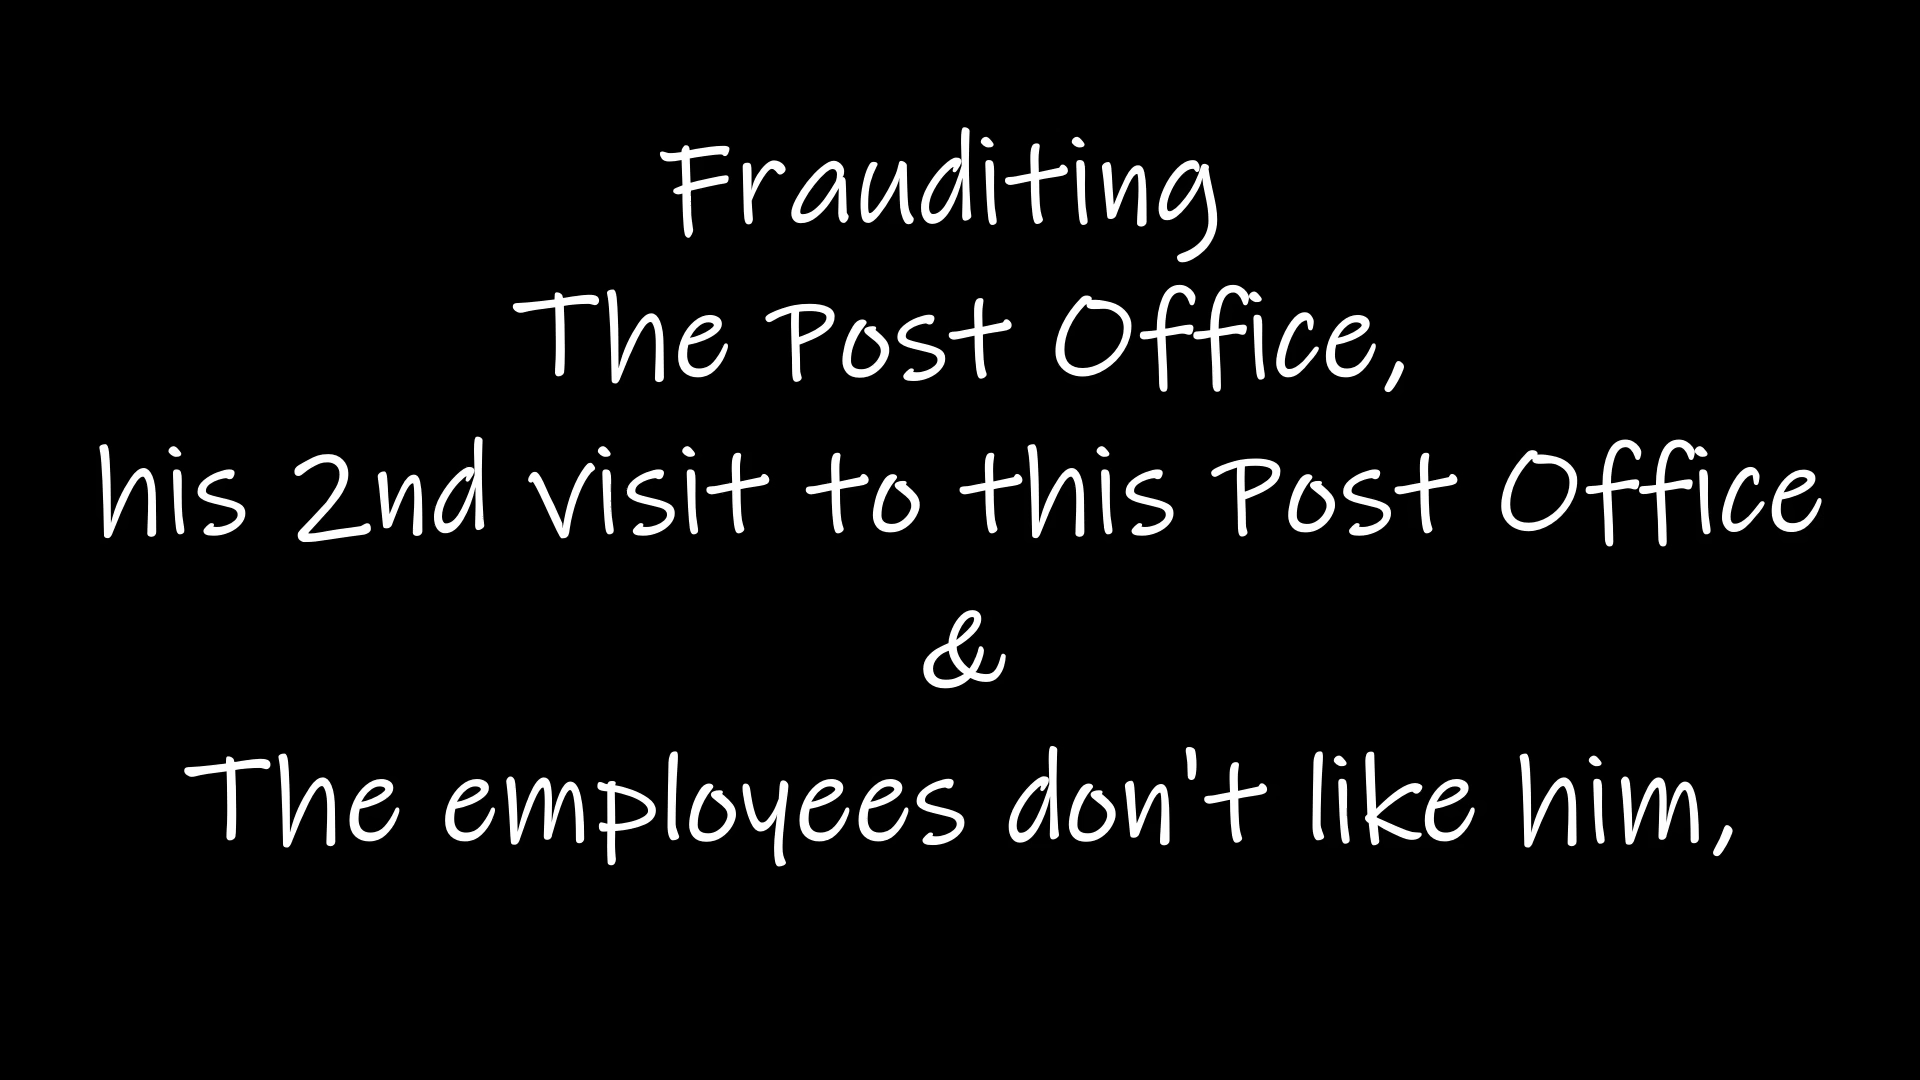 Frauditing
The Post Office,
his 2nd visit to this Post Office
&
The employees don't like him,